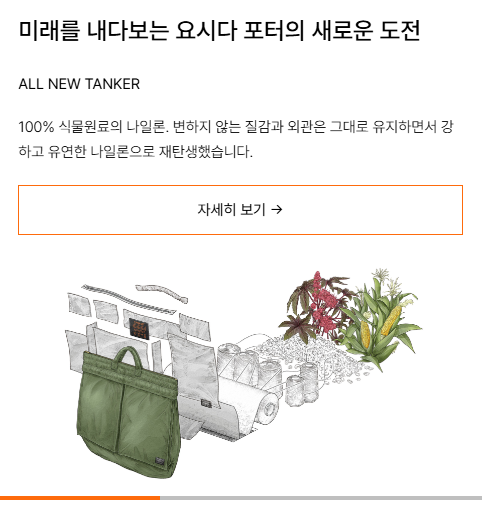 미래를 내다보는 요시다 포터의 새로운 도전
ALL NEW TANKER
100% 식물원료의 나일론. 변하지 않는 질감과 외관은 그대로 유지하면서 강
하고 유연한 나일론으로 재탄생했습니다.
자세히 보기 →